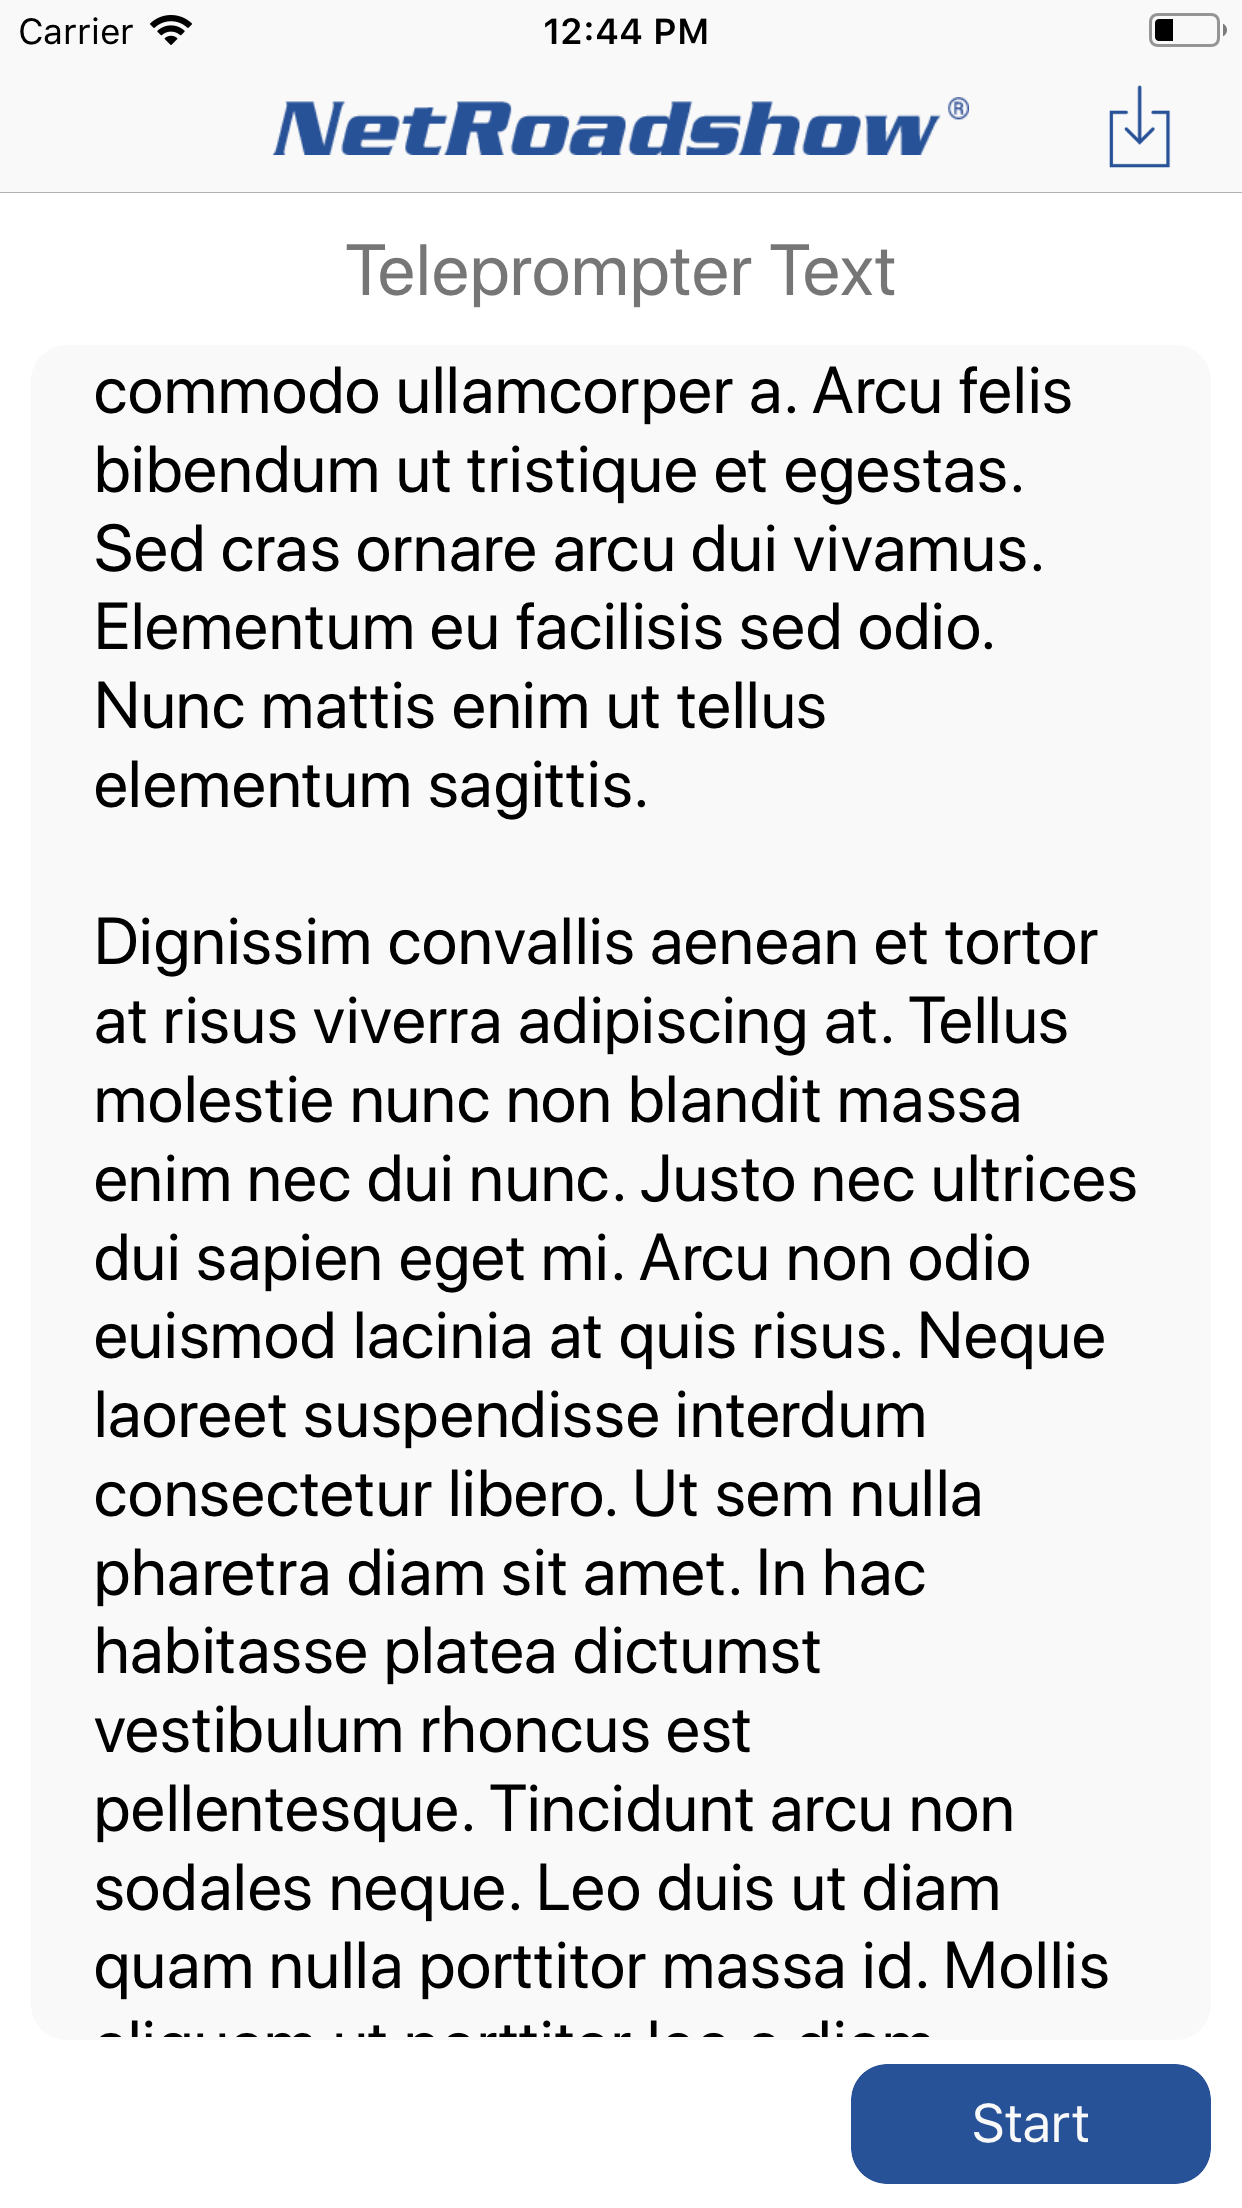 Carrier 12:44 PM
NetRoadshow®
Teleprompter Text
commodo ullamcorper a. Arcu felis
bibendum ut tristique et egestas.
Sed cras ornare arcu dui vivamus.
Elementum eu facilisis sed odio.
Nunc mattis enim ut tellus
elementum sagittis.
Dignissim convallis aenean et tortor
at risus viverra adipiscing at. Tellus
molestie nunc non blandit massa
enim nec dui nunc. Justo nec ultrices
dui sapien eget mi. Arcu non odio
euismod lacinia at quis risus. Neque
laoreet suspendisse interdum
consectetur libero. Ut sem nulla
pharetra diam sit amet. In hac
habitasse platea dictumst
vestibulum rhoncus est
pellentesque. Tincidunt arcu non
sodales neque. Leo duis ut diam
quam nulla porttitor massa id. Mollis
aliquam ut porttitor leo a diam
Start